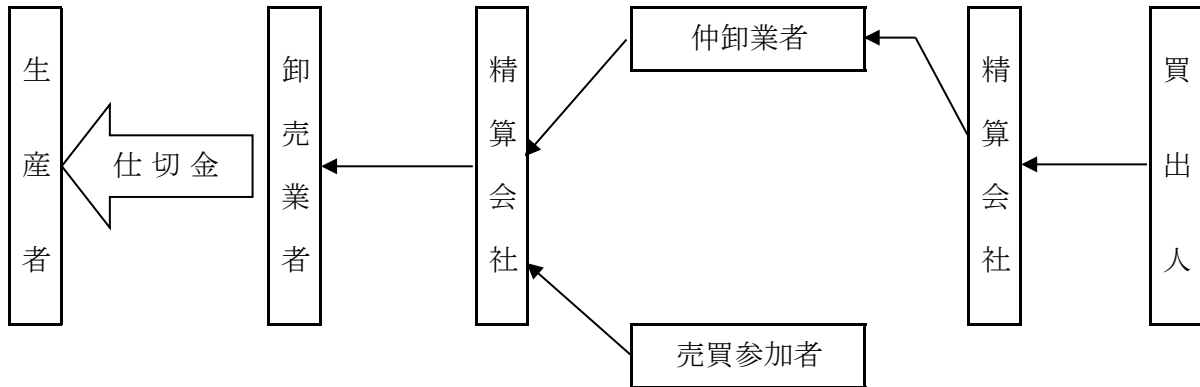 生産者
仕切金
卸売業者
精算会社
仲卸業者
売買参加者
精算会社
買出人